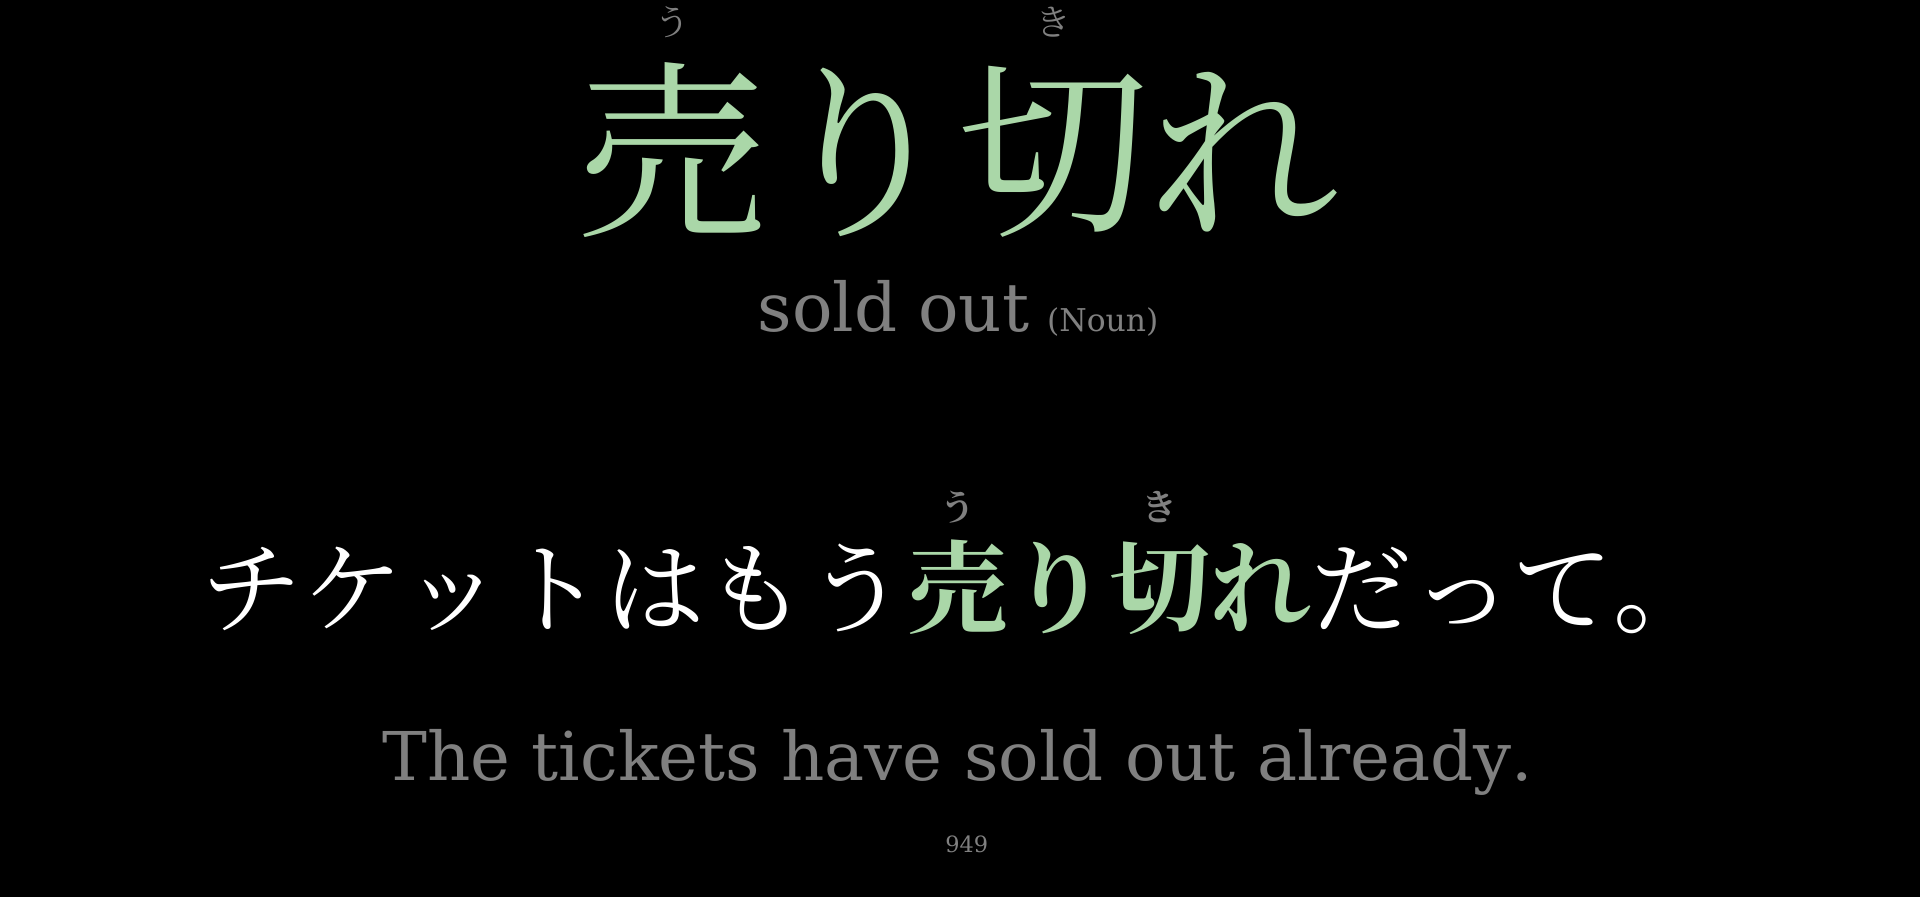 う き
売り切れ
sold out (Noun)
う き
チケットはもう売り切れだって。
The tickets have sold out already.
949